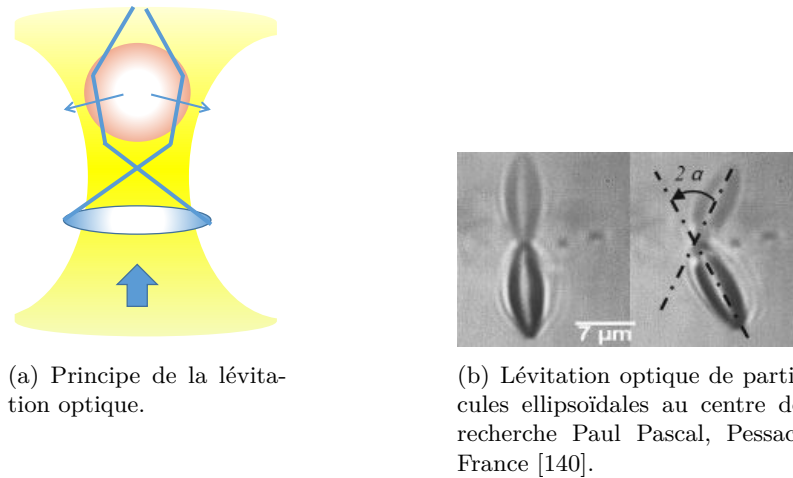 2 α
7 µm
(a) Principe de la lévita-
tion optique.
(b) Lévitation optique de parti
cules ellipsoïdales au centre de
recherche Paul Pascal, Pessac
France [140].